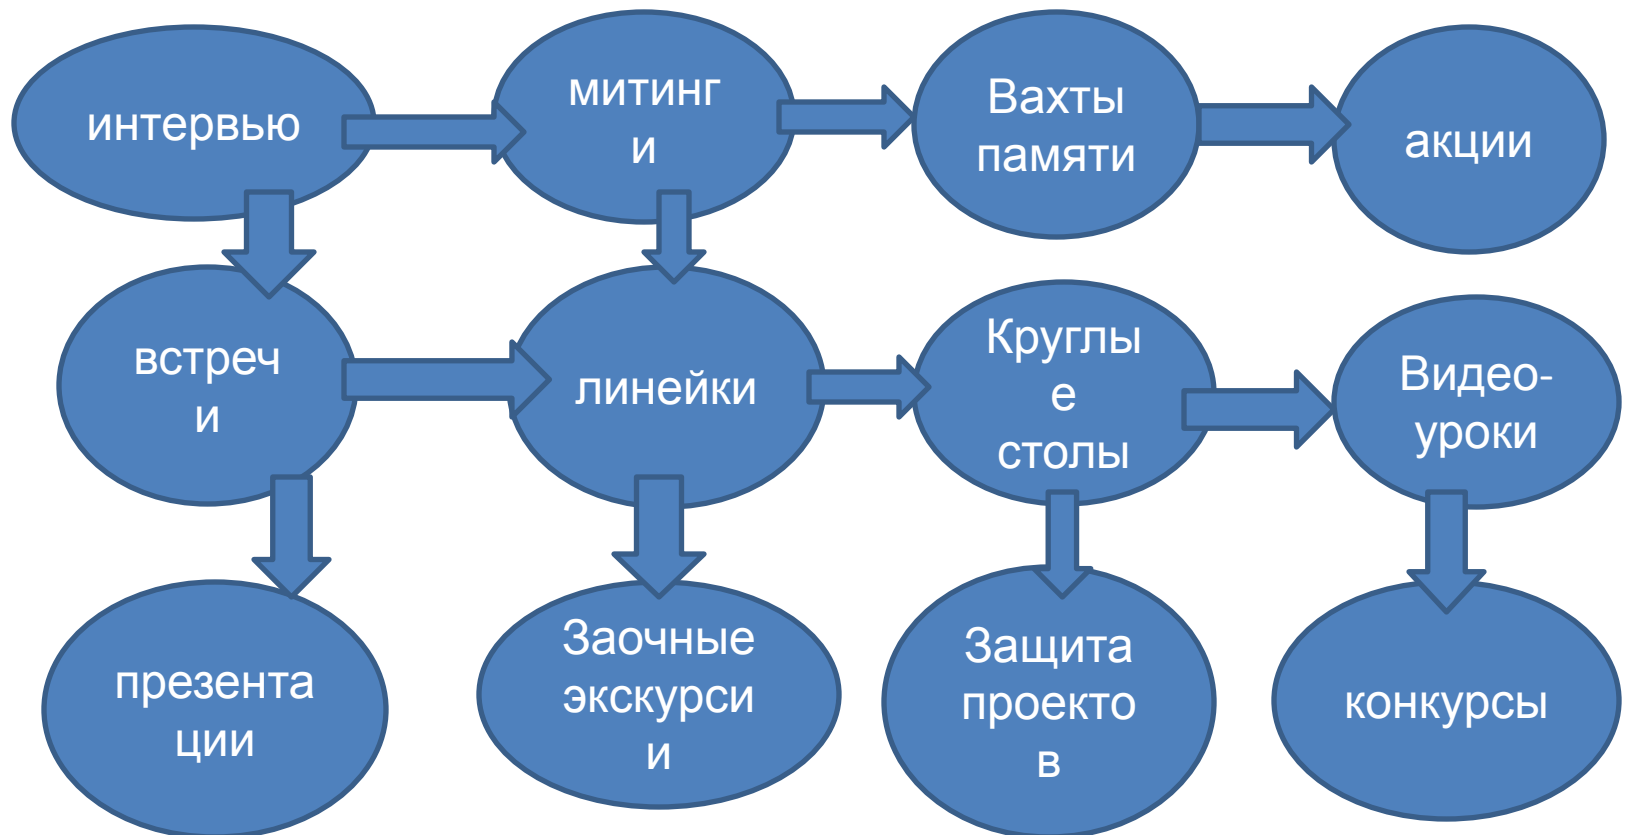 интервью
митинг
и
Вахты
памяти
акции
встреч
и
линейки
Круглы
е
столы
Видео-
уроки
презента
ции
Заочные
экскурси
и
Защита
проекто
в
конкурсы